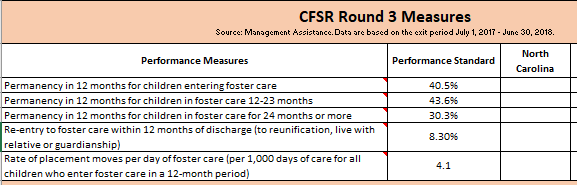 CFSR Round 3 Measures
Source: Management Assistance. Data are based on the exit period July 1, 2017 - June 30, 2018.
Performance Measures Performance Standard North Carolina
Permanency in 12 months for children entering foster care 40.5%
Permanency in 12 months for children in foster care 12-23 months 43.6%
Permanency in 12 months for children in foster care for 24 months or more 30.3%
Re-entry to foster care within 12 months of discharge (to reunification, live with
relative or guardianship) 8.30%
Rate of placement moves per day of foster care (per 1,000 days of care for all
children who enter foster care in a 12-month period) 4.1